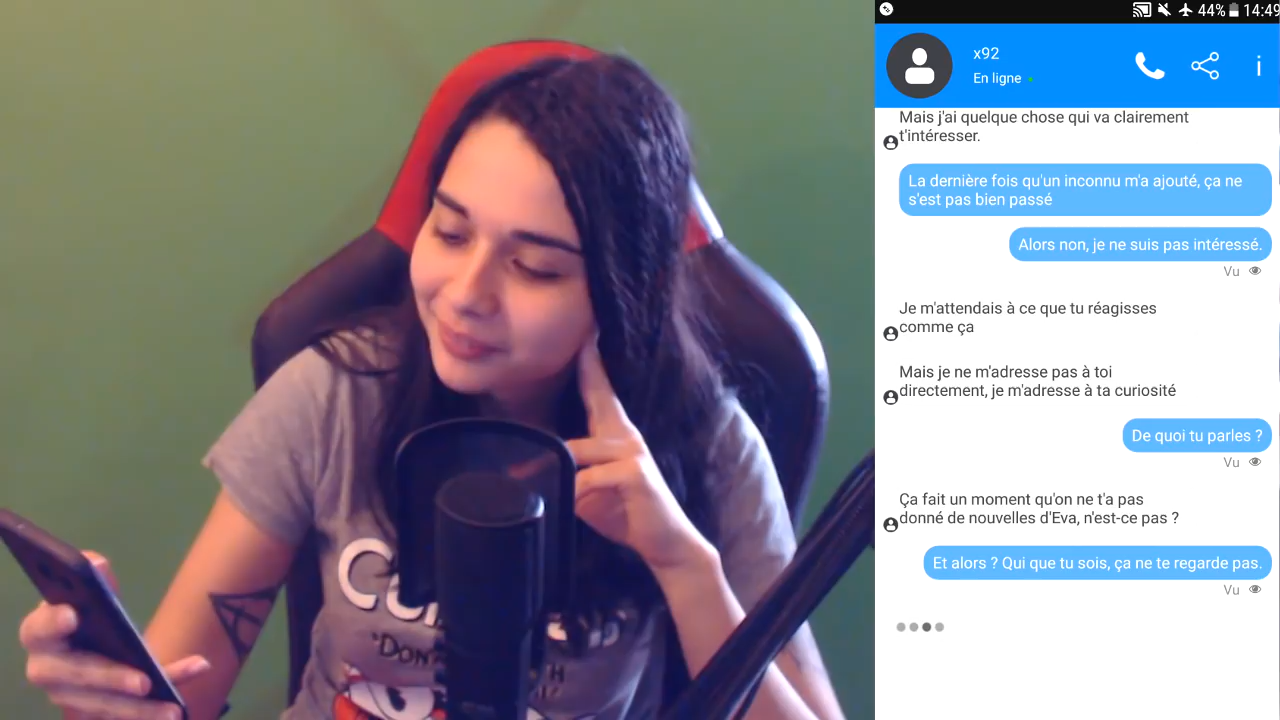 44% 14:49
x92
En ligne
Mais j'ai quelque chose qui va clairement
t'intéresser.
La dernière fois qu'un inconnu m'a ajouté, ça ne
s'est pas bien passé
Alors non, je ne suis pas intéressé.
Vu
Je m'attendais à ce que tu réagisses
comme ça
Mais je ne m'adresse pas à toi
directement, je m'adresse à ta curiosité
De quoi tu parles ?
Vu
Ça fait un moment qu'on ne t'a pas
donné de nouvelles d'Eva, n'est-ce pas ?
Et alors ? Qui que tu sois, ça ne te regarde pas.
Vu
"DON'